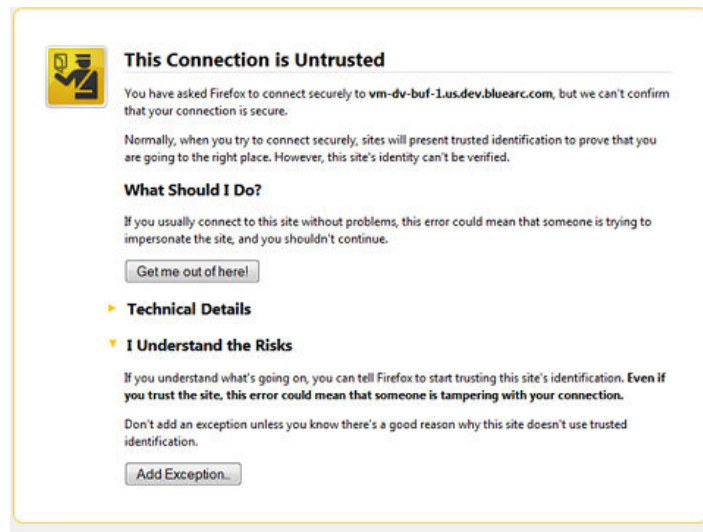 This Connection is Untrusted
You have asked Firefox to connect securely to vm-dv-buf-1.us.dev.bluearc.com, but we can't confirm
that your connection is secure.
Normally, when you try to connect securely, sites will present trusted identification to prove that you
are going to the right place. However, this site's identity can't be verified.
What Should I Do?
If you usually connect to this site without problems, this error could mean that someone is trying to
impersonate the site, and you shouldn't continue.
Get me out of here!
Technical Details
I Understand the Risks
If you understand what's going on, you can tell Firefox to start trusting this site's identification. Even if
you trust the site, this error could mean that someone is tampering with your connection.
Don't add an exception unless you know there's a good reason why this site doesn't use trusted
identification.
Add Exception..